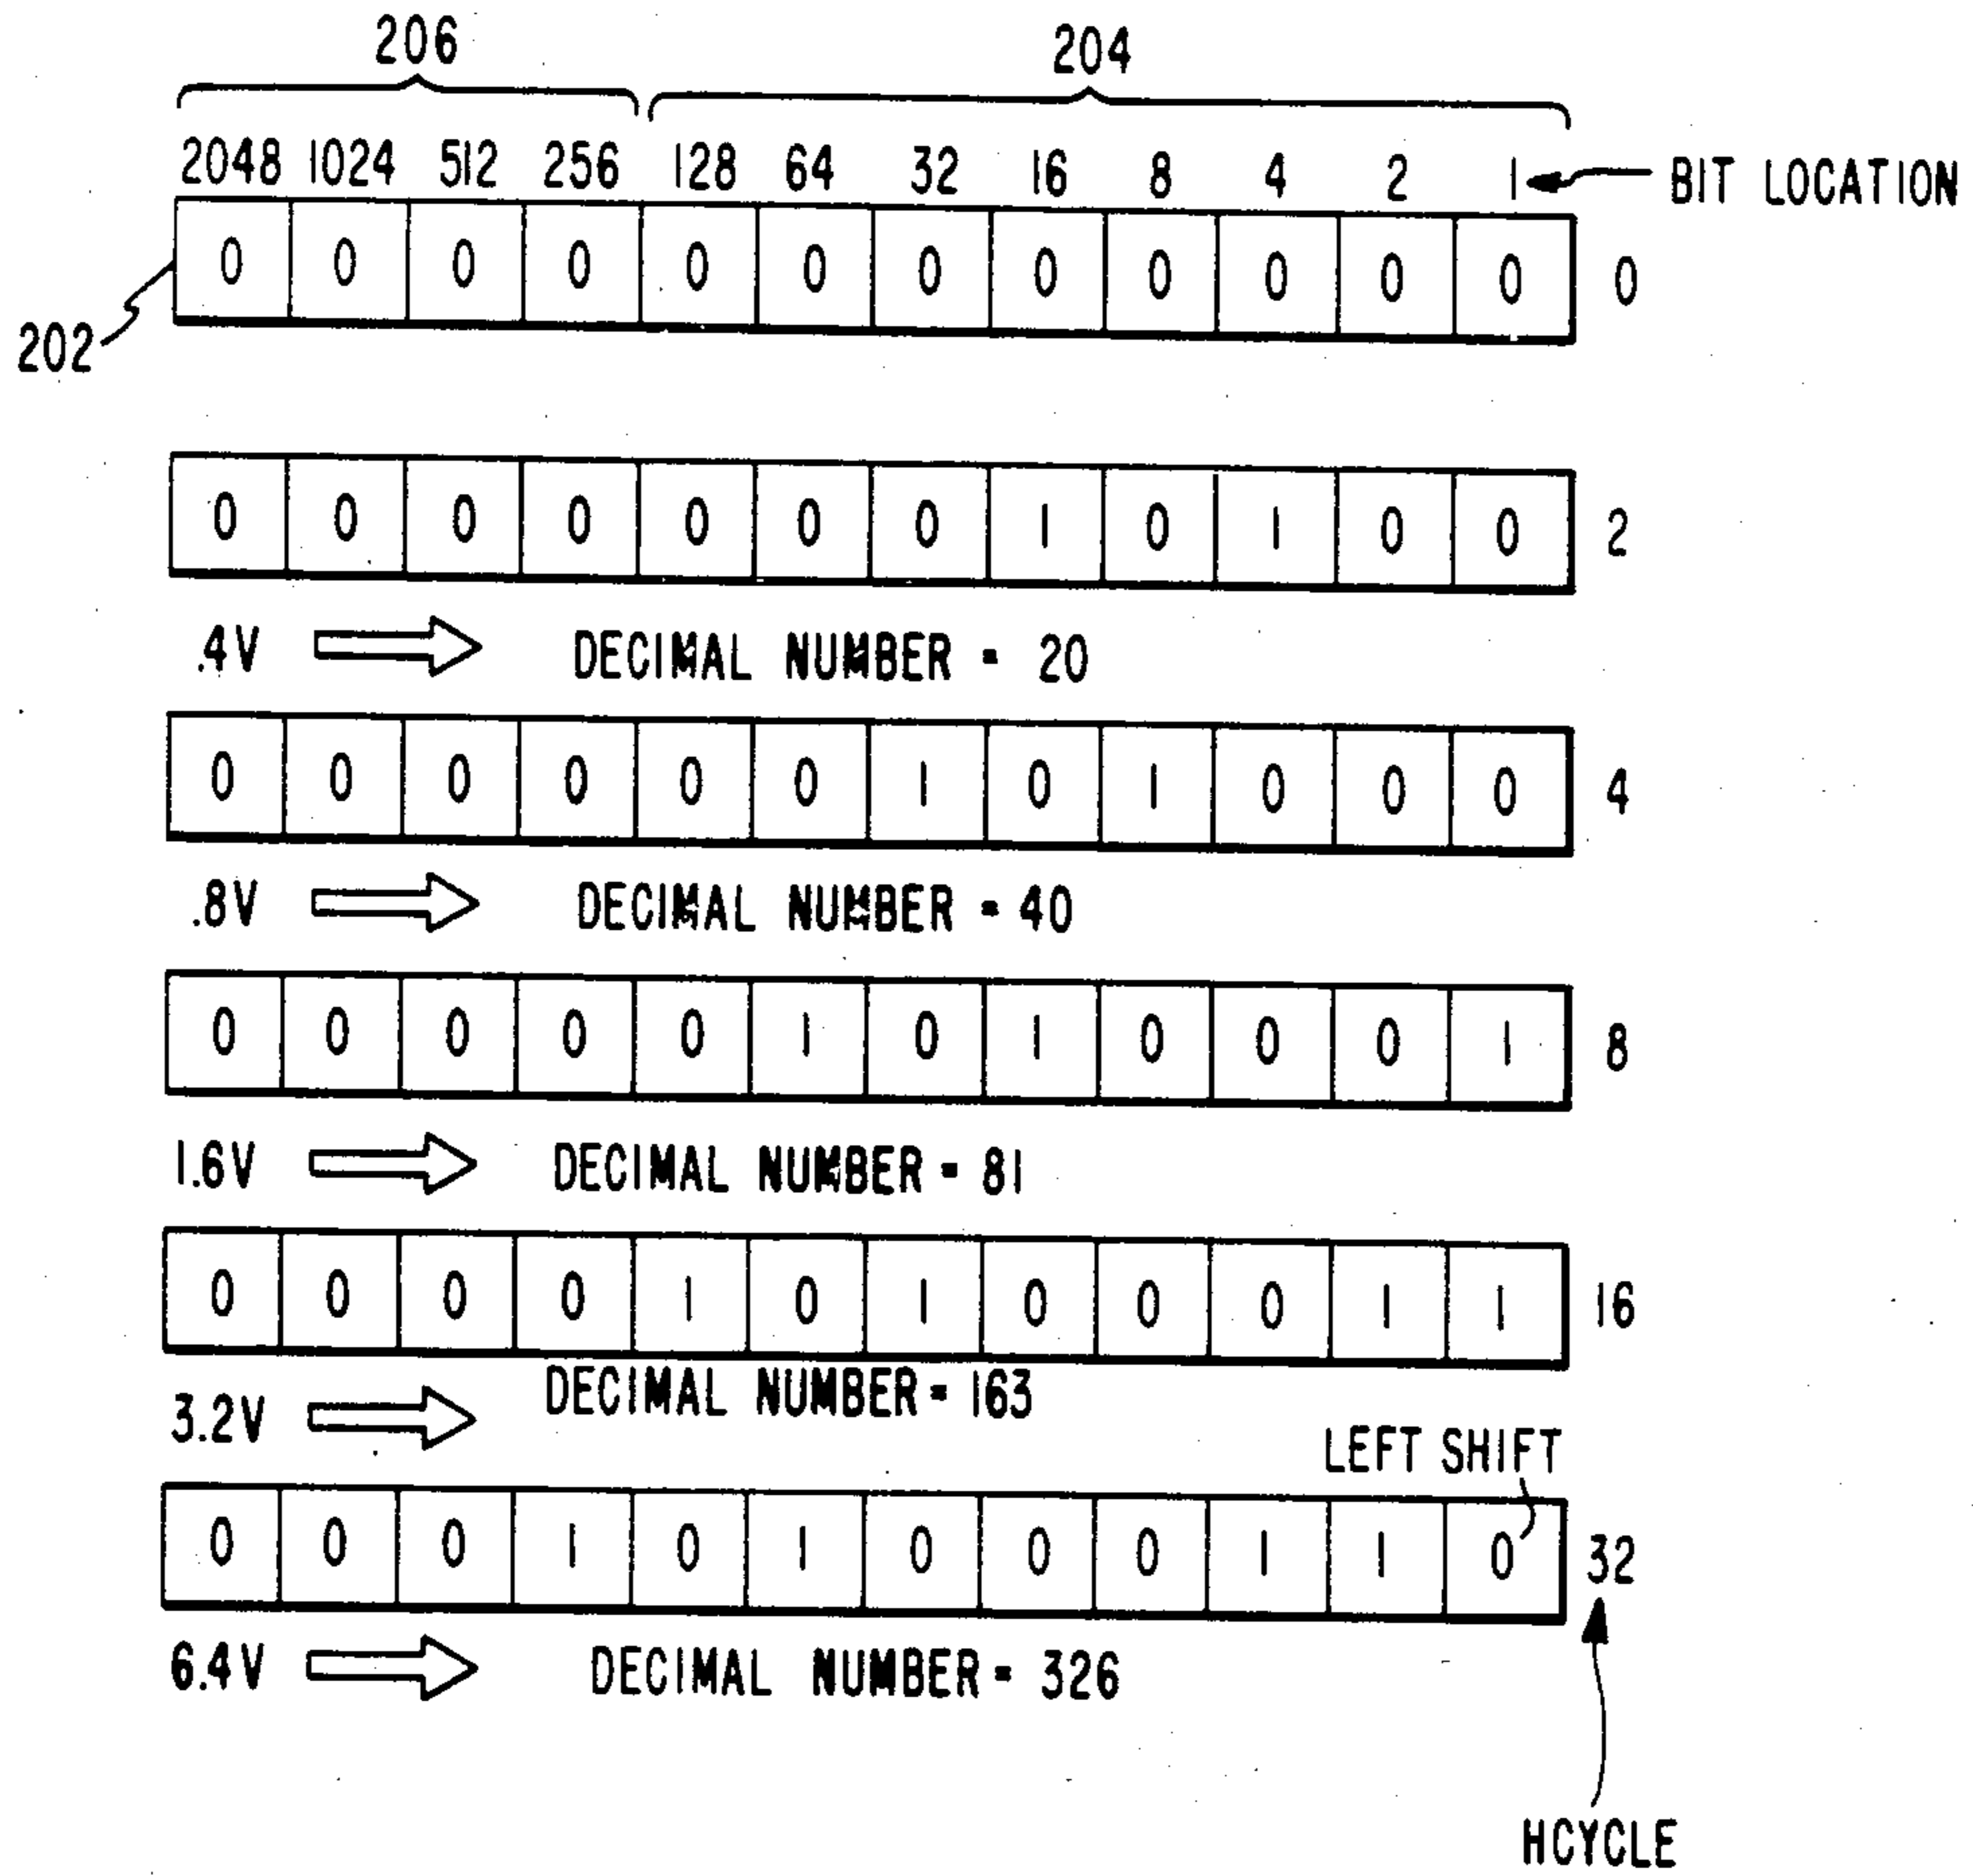 206 204
2048 1024 512 256 128 64 32 16 8 4 2 1 BIT LOCATION
0 0 0 0 0 0 0 0 0 0 0 0 0
202
0 0 0 0 0 0 0 1 0 1 0 0 2
.4V DECIMAL NUMBER = 20
0 0 0 0 0 0 1 0 1 0 0 0 4
.8V DECIMAL NUMBER = 40
0 0 0 0 0 1 0 1 0 0 0 1 8
1.6V DECIMAL NUMBER = 81
0 0 0 0 1 0 1 0 0 0 1 1 16
3.2V DECIMAL NUMBER = 163
LEFT SHIFT
0 0 0 1 0 1 0 0 0 1 1 0 32
6.4V DECIMAL NUMBER = 326
HCYCLE